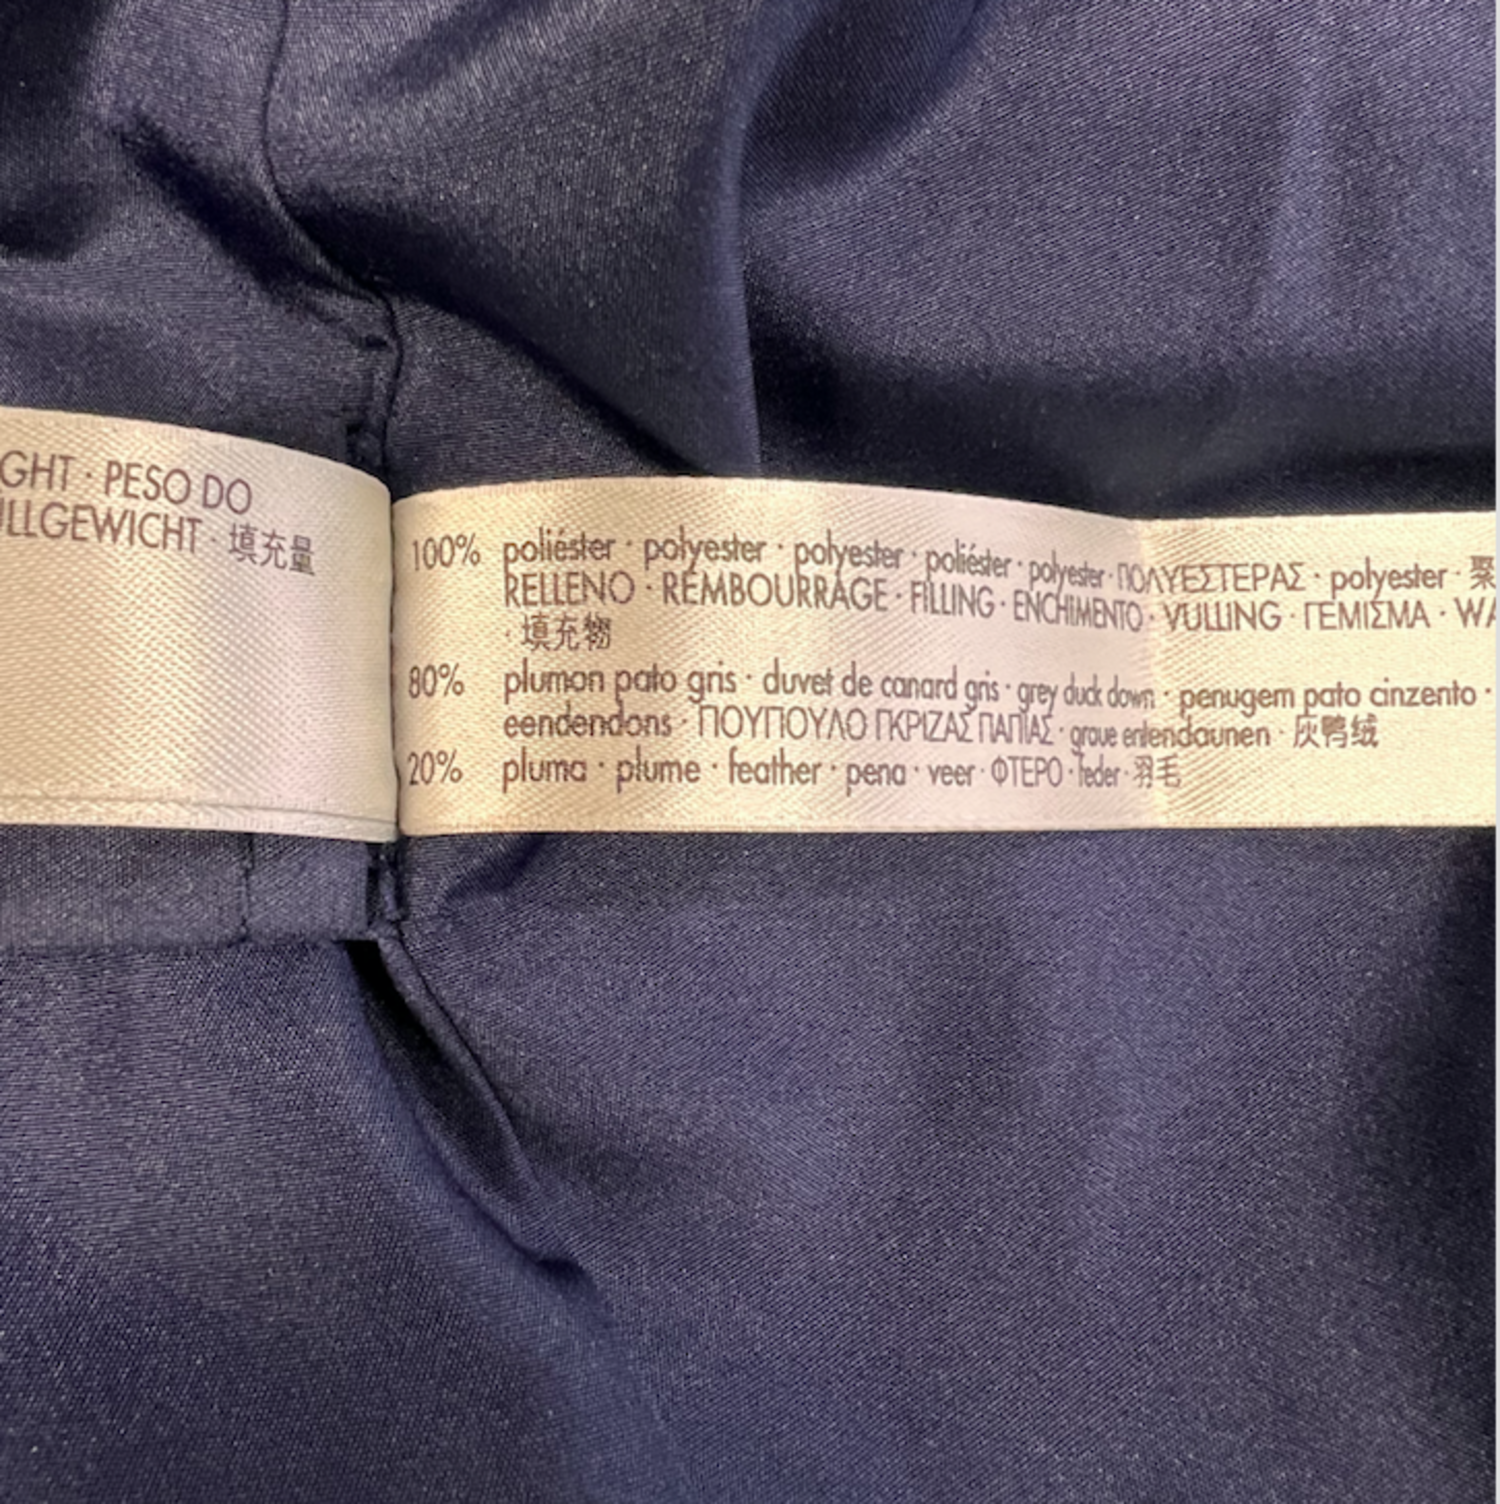 GHT · PESO DO
LLGEWICHT · 填充量
100% poliéster · polyester · polyester · poliéster · polyester · ΠΟΛΥΕΣΤΕΡΑΣ · polyester · 聚
RELLENO · REMBOURRAGE · FILLING · ENCHIMENTO · VULLING · ΓΕΜΙΣΜΑ · WA
· 填充物
80% plumon pato gris · duvet de canard gris · grey duck down · penugem pato cinzento ·
eendendons · ΠΟΥΠΟΥΛΟ ΓΚΡΙΖΑΣ ΠΑΠΙΑΣ · graue entendaunen · 灰鸭绒
20% pluma · plume · feather · pena · veer · ΦΤΕΡΟ · feder · 羽毛